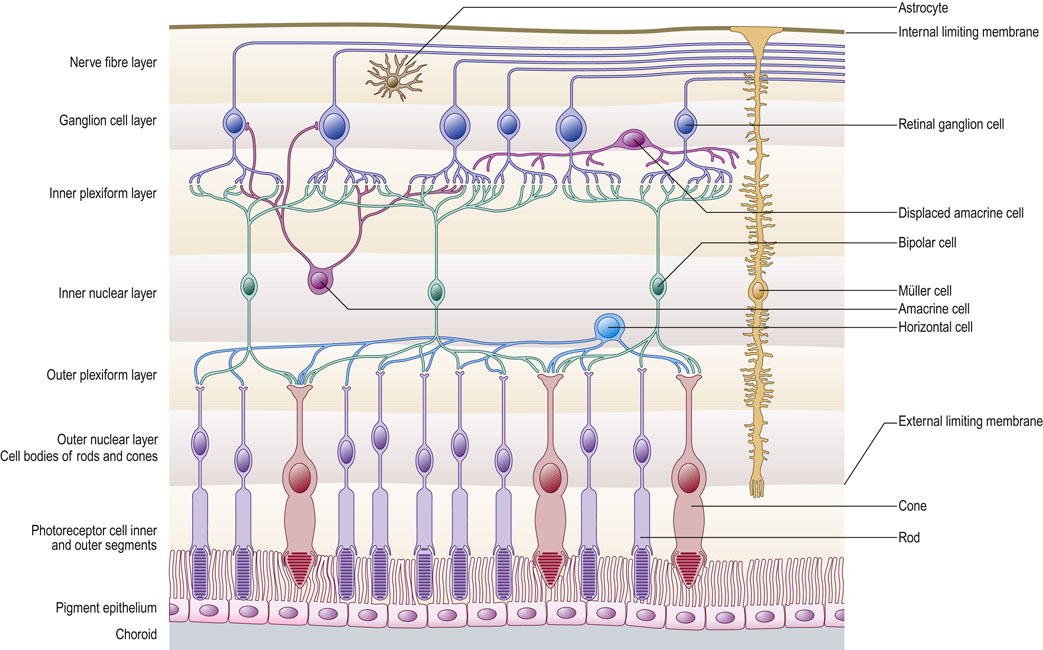 Astrocyte
Internal limiting membrane
Nerve fibre layer
Ganglion cell layer
Retinal ganglion cell
Inner plexiform layer
Displaced amacrine cell
Bipolar cell
Inner nuclear layer
Müller cell
Amacrine cell
Horizontal cell
Outer plexiform layer
External limiting membrane
Outer nuclear layer
Cell bodies of rods and cones
Cone
Photoreceptor cell inner
and outer segments
Rod
Pigment epithelium
Choroid